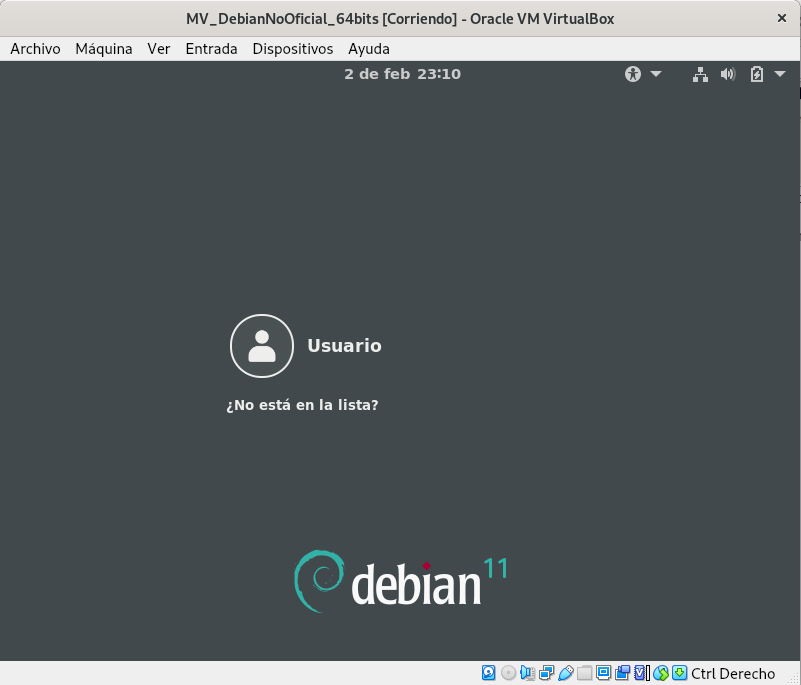 MV_DebianNoOficial_64bits [Corriendo] - Oracle VM VirtualBox
Archivo Máquina Ver Entrada Dispositivos Ayuda
2 de feb 23:10
Usuario
¿No está en la lista?
debian 11
Ctrl Derecho